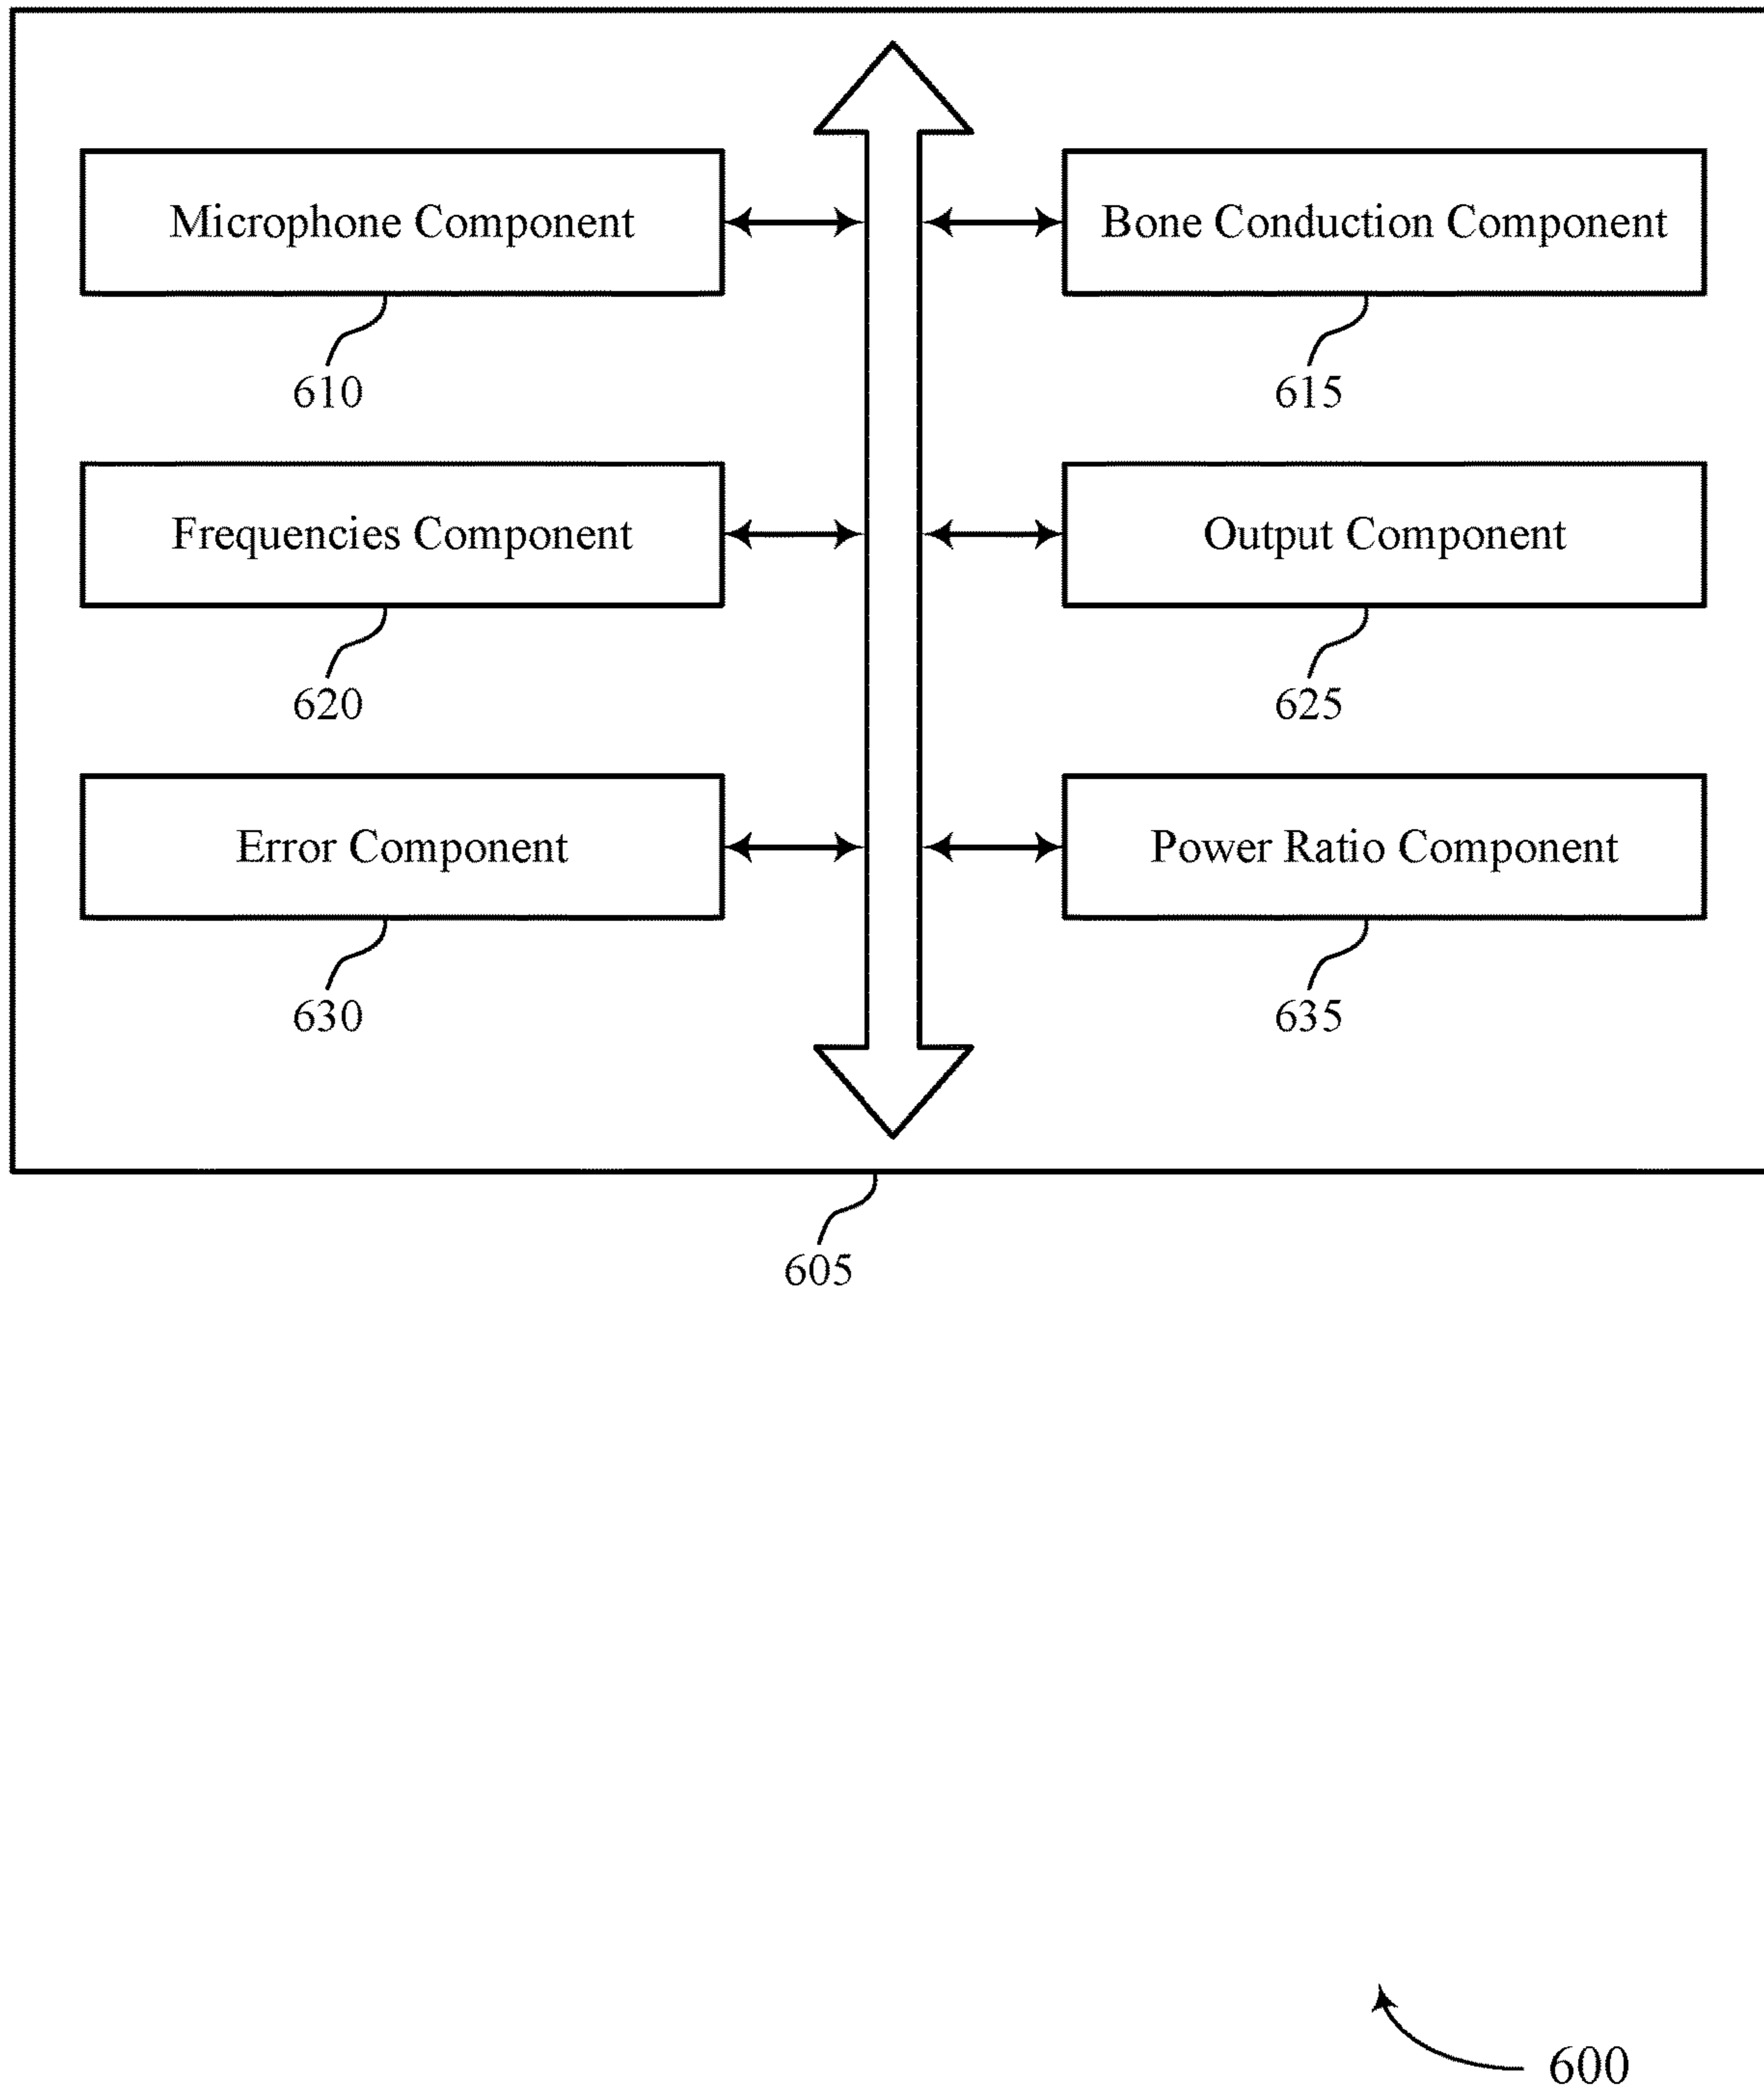 Microphone Component
Bone Conduction Component
610
615
Frequencies Component
Output Component
620
625
Error Component
Power Ratio Component
630
635
605
600